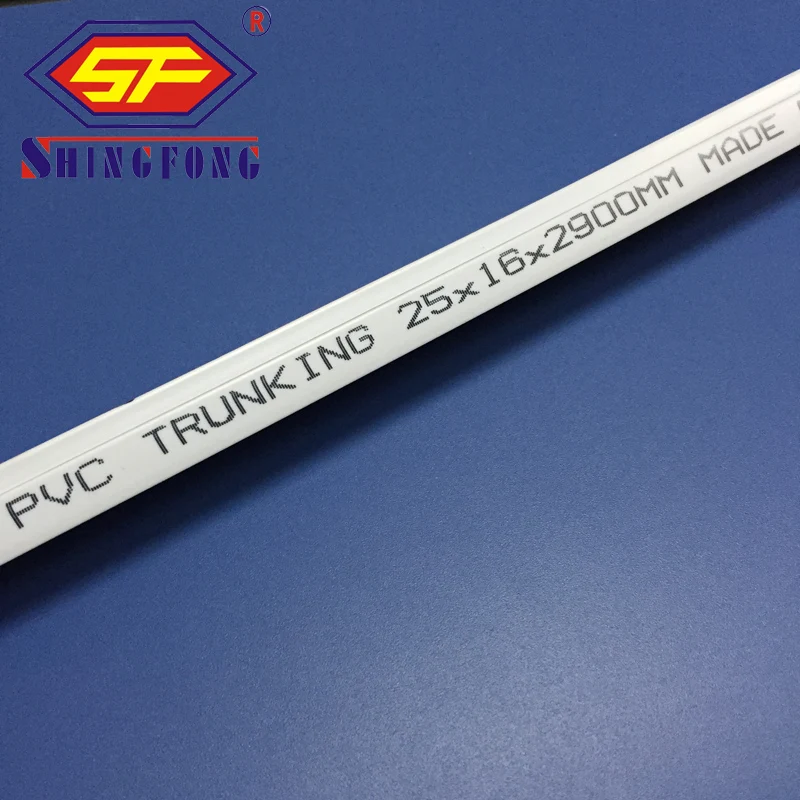 SF ®
SHINGFONG
PVC TRUNKING 25x16x2900MM MADE